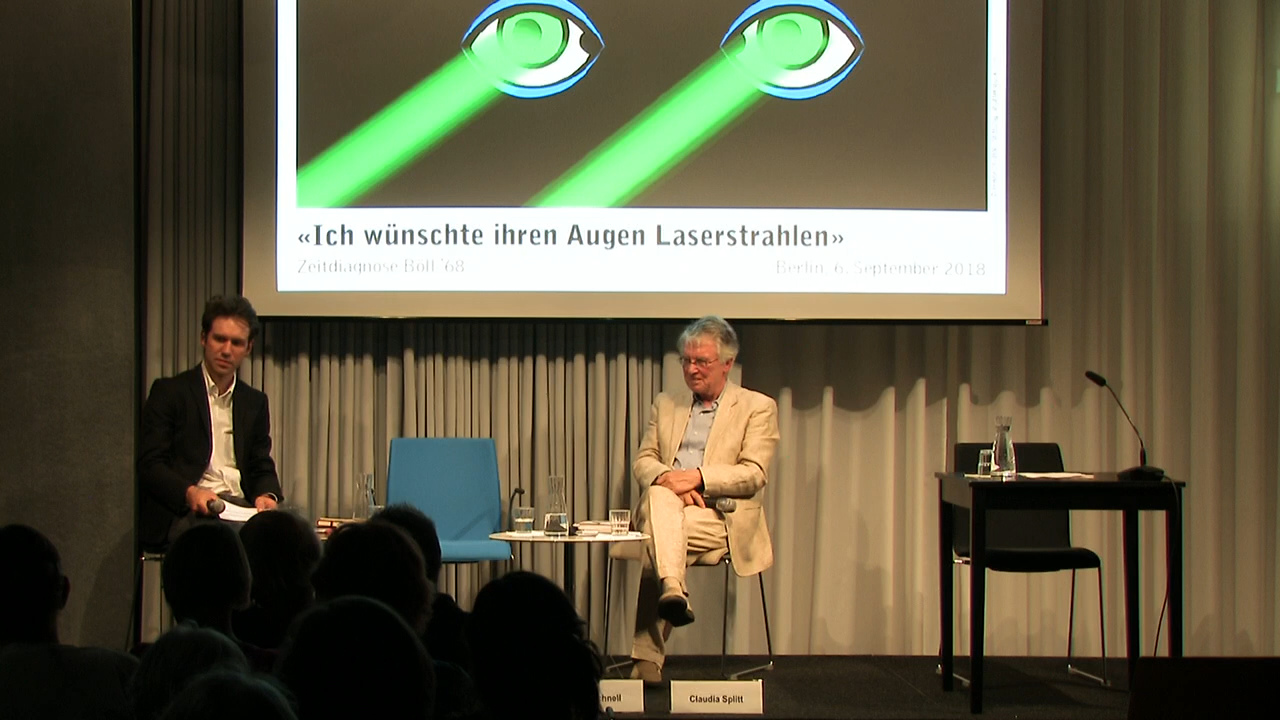 «Ich wünschte ihren Augen Laserstrahlen»
Zeitdiagnose Böll '68
Berlin, 6. September 2018
hnell
Claudia Splitt